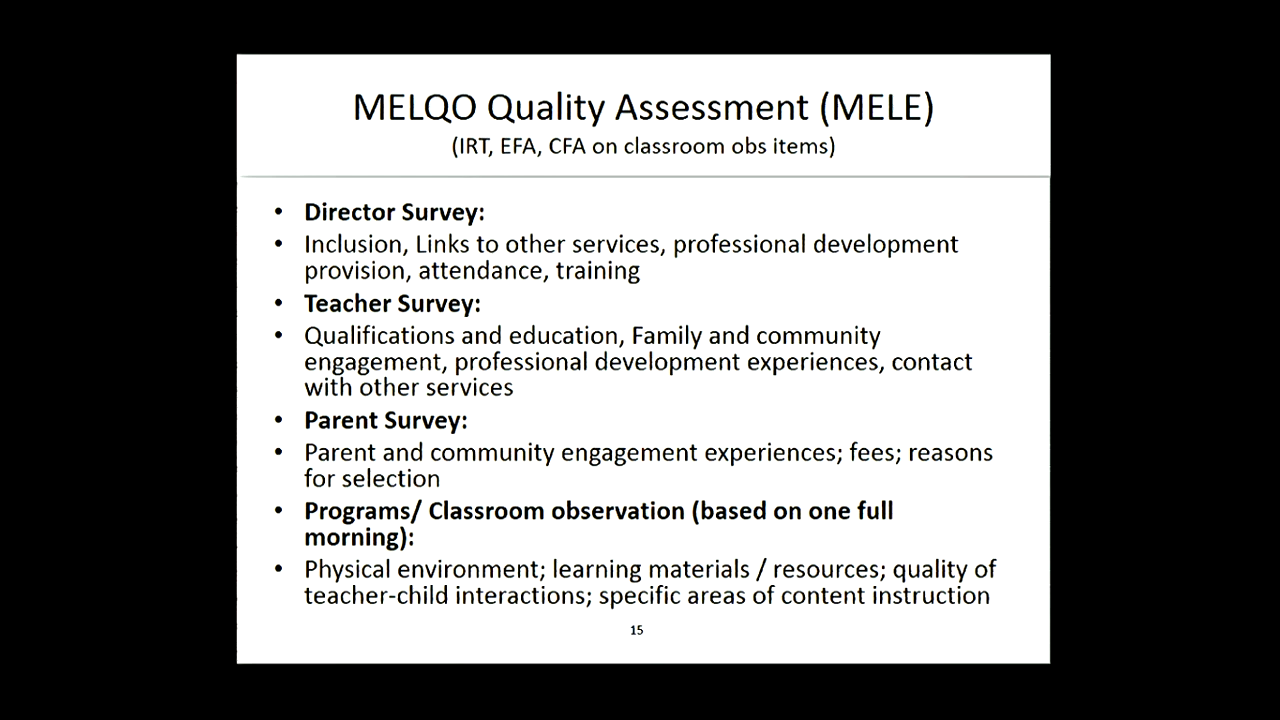 MELQO Quality Assessment (MELE)
(IRT, EFA, CFA on classroom obs items)
• Director Survey:
• Inclusion, Links to other services, professional development
provision, attendance, training
• Teacher Survey:
• Qualifications and education, Family and community
engagement, professional development experiences, contact
with other services
• Parent Survey:
• Parent and community engagement experiences; fees; reasons
for selection
• Programs/ Classroom observation (based on one full
morning):
• Physical environment; learning materials / resources; quality of
teacher-child interactions; specific areas of content instruction
15